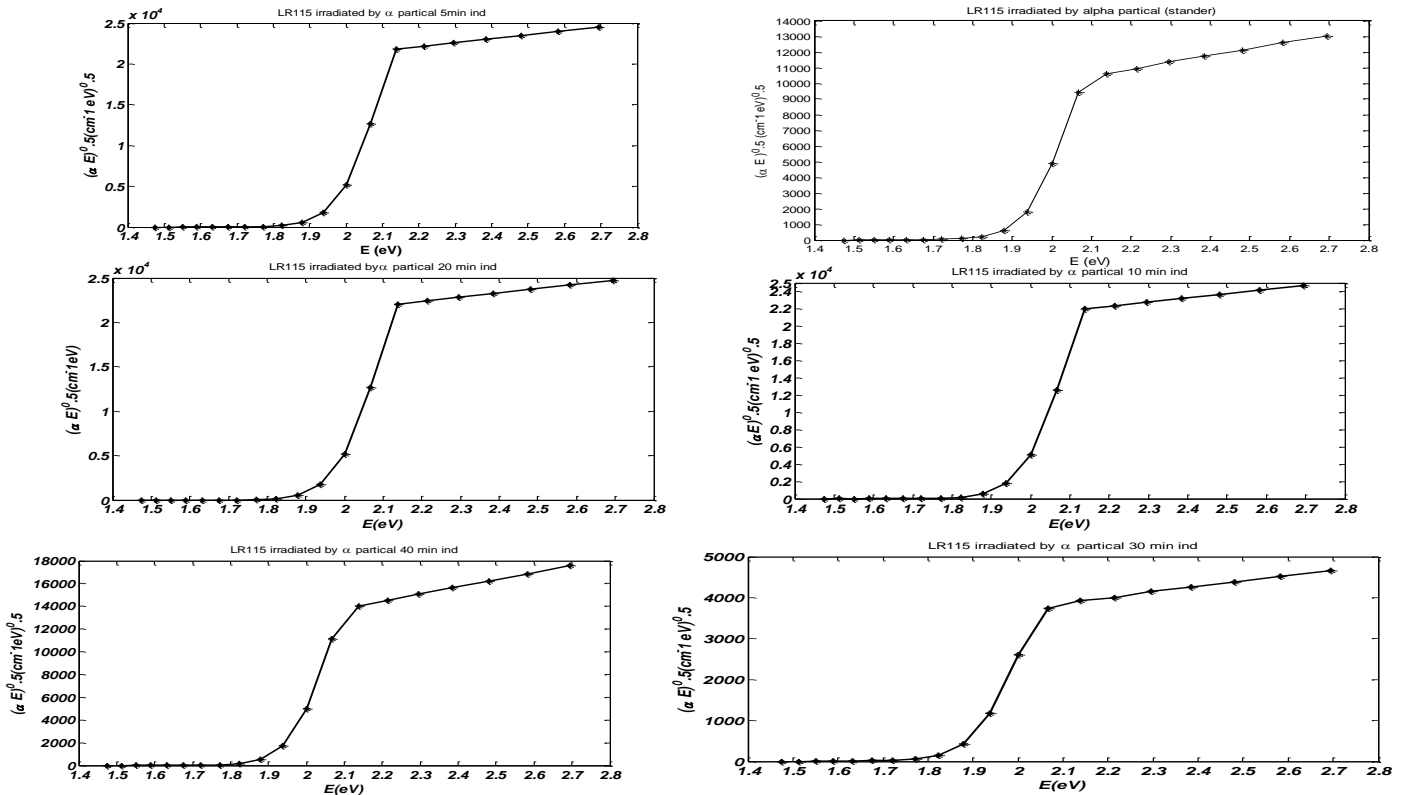 LR115 irradiated by α partical 5min ind
x 10^4
2.5
2
1.5
1
0.5
0
(α E)^0.5(cm-1 eV)^0.5
1.4 1.5 1.6 1.7 1.8 1.9 2 2.1 2.2 2.3 2.4 2.5 2.6 2.7 2.8
E (eV)
LR115 irradiated by alpha partical (stander)
14000
13000
12000
11000
10000
9000
8000
7000
6000
5000
4000
3000
2000
1000
0
(α E )^0.5 (cm-1 eV)^0.5
1.4 1.5 1.6 1.7 1.8 1.9 2 2.1 2.2 2.3 2.4 2.5 2.6 2.7 2.8
E (eV)
LR115 irradiated byα partical 20 min ind
x 10^4
2.5
2
1.5
1
0.5
0
(α E)^0.5(cm-1eV)
1.4 1.5 1.6 1.7 1.8 1.9 2 2.1 2.2 2.3 2.4 2.5 2.6 2.7 2.8
E(eV)
LR115 irradiated by α partical 10 min ind
x 10^4
2.5
2.4
2.2
2
1.8
1.6
1.4
1.2
1
0.8
0.6
0.4
0.2
0
(αE)^0.5(cm-1 eV)^0.5
1.4 1.5 1.6 1.7 1.8 1.9 2 2.1 2.2 2.3 2.4 2.5 2.6 2.7 2.8
E(eV)
LR115 irradiated by α partical 40 min ind
18000
16000
14000
12000
10000
8000
6000
4000
2000
0
(α E)^0.5(cm-1eV)^0.5
1.4 1.5 1.6 1.7 1.8 1.9 2 2.1 2.2 2.3 2.4 2.5 2.6 2.7 2.8
E(eV)
LR115 irradiated by α partical 30 min ind
5000
4000
3000
2000
1000
0
(α E)^0.5(cm-1 eV)^0.5
1.4 1.5 1.6 1.7 1.8 1.9 2 2.1 2.2 2.3 2.4 2.5 2.6 2.7 2.8
E(eV)